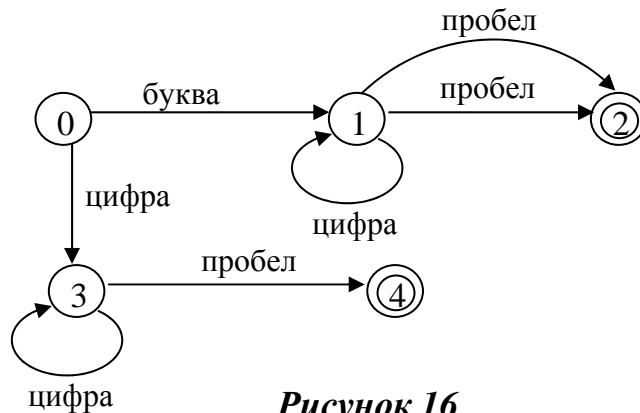 пробел
буква
пробел
0
1
2
цифра
цифра
пробел
3
4
цифра
Рисунок 16